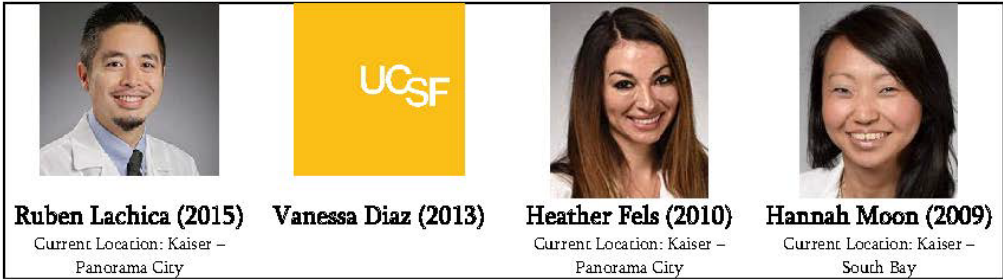 UCSF
Ruben Lachica (2015)
Current Location: Kaiser –
Panorama City
Vanessa Diaz (2013)
Heather Fels (2010)
Current Location: Kaiser –
Panorama City
Hannah Moon (2009)
Current Location: Kaiser –
South Bay